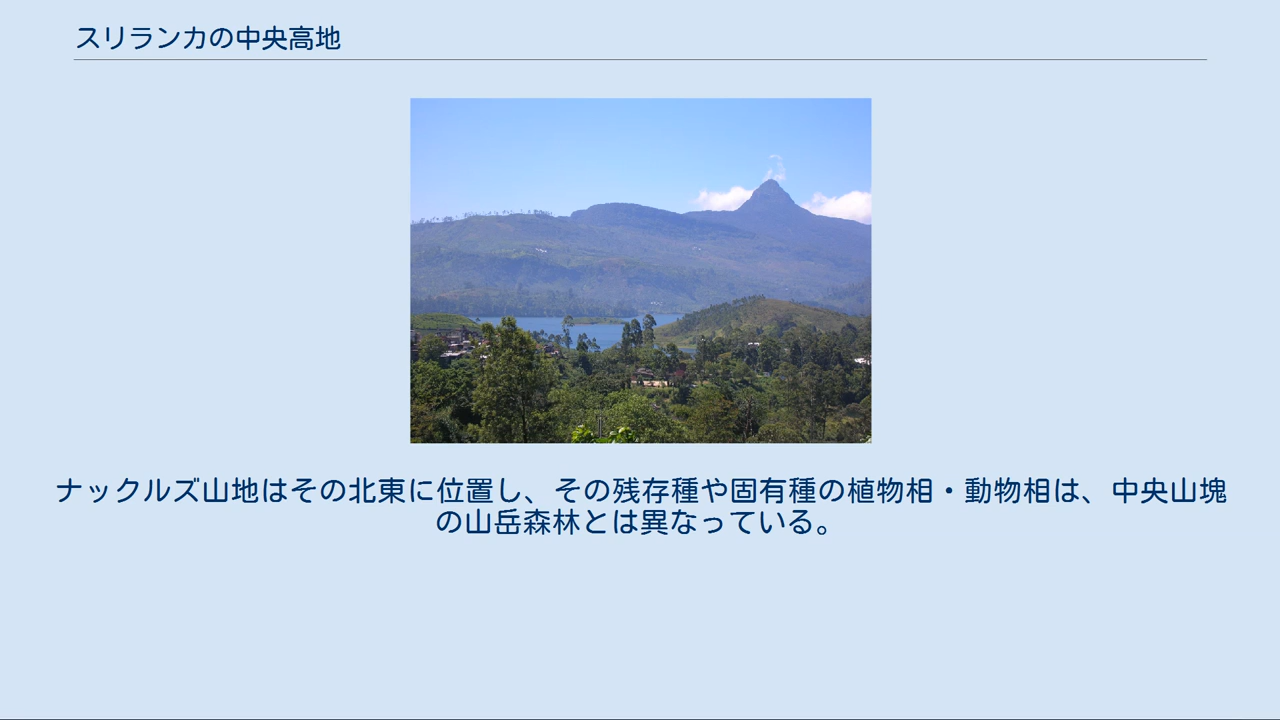 スリランカの中央高地
ナックルズ山地はその北東に位置し、その残存種や固有種の植物相・動物相は、中央山塊
の山岳森林とは異なっている。